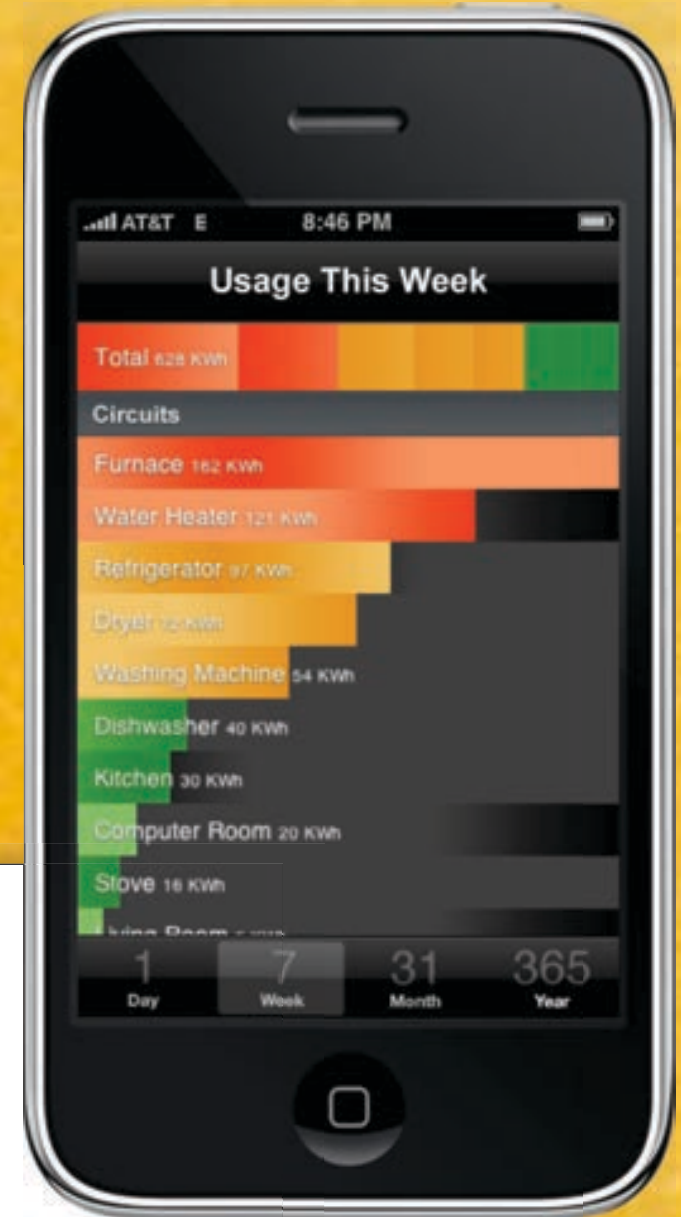 AT&T E 8:46 PM
Usage This Week
Total 628 KWh
Circuits
Furnace 162 KWh
Water Heater 121 KWh
Refrigerator 97 KWh
Dryer 72 KWh
Washing Machine 54 KWh
Dishwasher 40 KWh
Kitchen 30 KWh
Computer Room 20 KWh
Stove 16 KWh
Living Room
1 7 31 365
Day Week Month Year